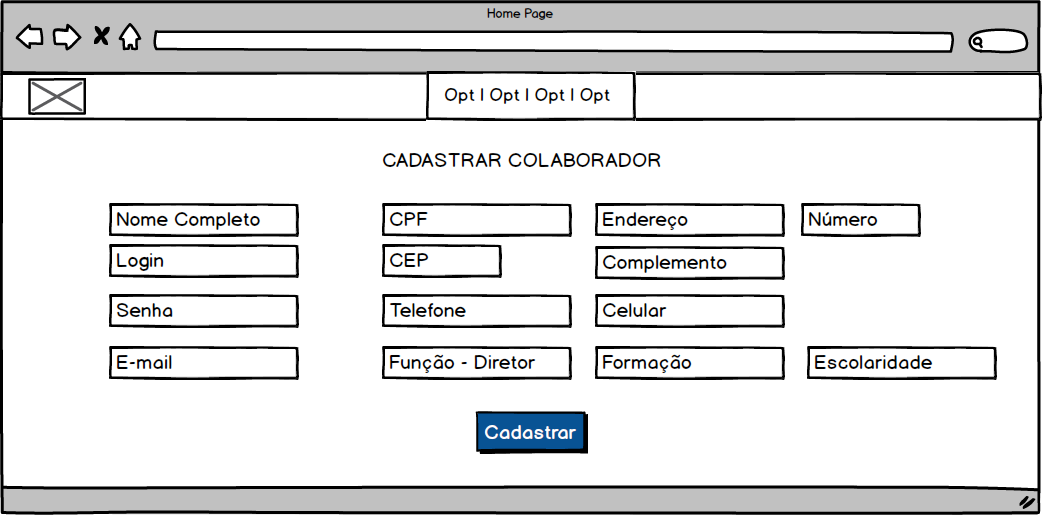 Home Page
Opt | Opt | Opt | Opt
CADASTRAR COLABORADOR
Nome Completo CPF Endereço Número
Login CEP Complemento
Senha Telefone Celular
E-mail Função - Diretor Formação Escolaridade
Cadastrar